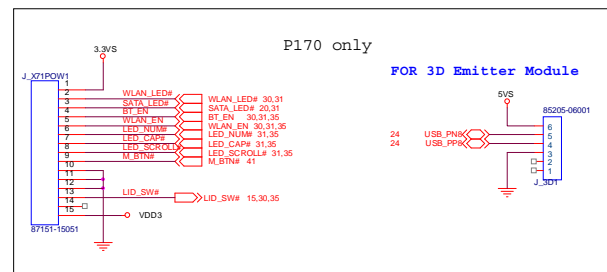 P170 only
3.3VS
FOR 3D Emitter Module
J_X71POW1
1
2 WLAN_LED# WLAN_LED# 30,31
3 SATA_LED# SATA_LED# 20,31
4 BT_EN BT_EN 30,31,35
5 WLAN_EN WLAN_EN 30,31,35
6 LED_NUM# LED_NUM# 31,35
7 LED_CAP# LED_CAP# 31,35
8 LED_SCROLL# LED_SCROLL# 31,35
9 M_BTN# M_BTN# 41
10
11
12
13 LID_SW# LID_SW# 15,30,35
14
15 VDD3
87151-15051
5VS
85205-06001
6
24 USB_PN8 5
24 USB_PP8 4
3
2
1
J_3D1